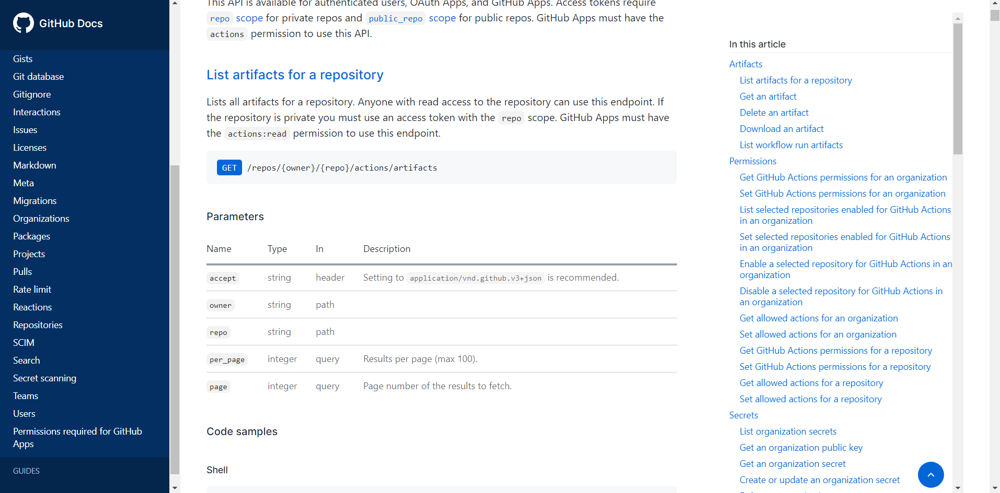 GitHub Docs
Gists
Git database
Gitignore
Interactions
Issues
Licenses
Markdown
Meta
Migrations
Organizations
Packages
Projects
Pulls
Rate limit
Reactions
Repositories
SCIM
Search
Secret scanning
Teams
Users
Permissions required for GitHub
Apps
GUIDES
This API is available for authenticated users, OAuth Apps, and GitHub Apps. Access tokens require
repo scope for private repos and public_repo scope for public repos. GitHub Apps must have the
actions permission to use this API.
List artifacts for a repository
Lists all artifacts for a repository. Anyone with read access to the repository can use this endpoint. If
the repository is private you must use an access token with the repo scope. GitHub Apps must have
the actions:read permission to use this endpoint.
GET /repos/{owner}/{repo}/actions/artifacts
Parameters
Name Type In Description
accept string header Setting to application/vnd.github.v3+json is recommended.
owner string path
repo string path
per_page integer query Results per page (max 100).
page integer query Page number of the results to fetch.
Code samples
Shell
In this article
Artifacts
List artifacts for a repository
Get an artifact
Delete an artifact
Download an artifact
List workflow run artifacts
Permissions
Get GitHub Actions permissions for an organization
Set GitHub Actions permissions for an organization
List selected repositories enabled for GitHub Actions
in an organization
Set selected repositories enabled for GitHub Actions
in an organization
Enable a selected repository for GitHub Actions in an
organization
Disable a selected repository for GitHub Actions in
an organization
Get allowed actions for an organization
Set allowed actions for an organization
Get GitHub Actions permissions for a repository
Set GitHub Actions permissions for a repository
Get allowed actions for a repository
Set allowed actions for a repository
Secrets
List organization secrets
Get an organization public key
Get an organization secret
Create or update an organization secret